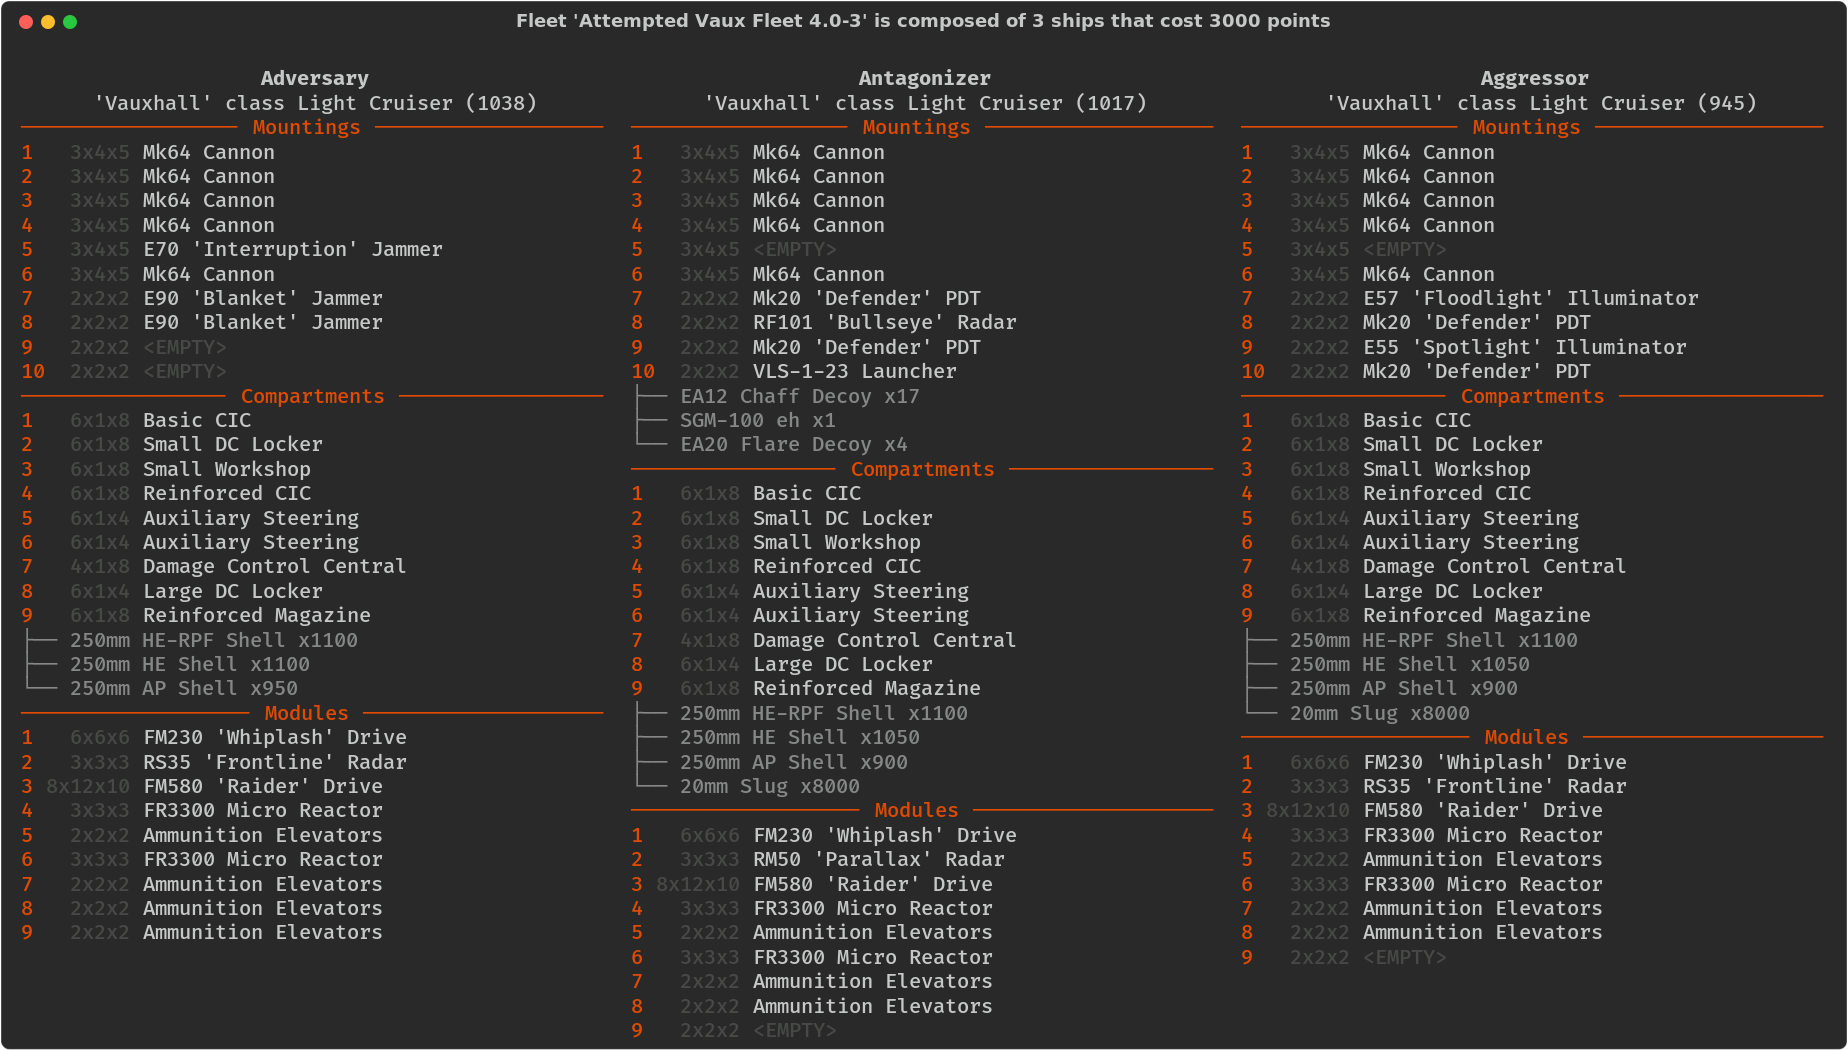 Fleet 'Attempted Vaux Fleet 4.0-3' is composed of 3 ships that cost 3000 points
Adversary
'Vauxhall' class Light Cruiser (1038)
Mountings
1 3x4x5 Mk64 Cannon
2 3x4x5 Mk64 Cannon
3 3x4x5 Mk64 Cannon
4 3x4x5 Mk64 Cannon
5 3x4x5 E70 'Interruption' Jammer
6 3x4x5 Mk64 Cannon
7 2x2x2 E90 'Blanket' Jammer
8 2x2x2 E90 'Blanket' Jammer
9 2x2x2 <EMPTY>
10 2x2x2 <EMPTY>
Compartments
1 6x1x8 Basic CIC
2 6x1x8 Small DC Locker
3 6x1x8 Small Workshop
4 6x1x8 Reinforced CIC
5 6x1x4 Auxiliary Steering
6 6x1x4 Auxiliary Steering
7 4x1x8 Damage Control Central
8 6x1x4 Large DC Locker
9 6x1x8 Reinforced Magazine
250mm HE-RPF Shell x1100
250mm HE Shell x1100
250mm AP Shell x950
Modules
1 6x6x6 FM230 'Whiplash' Drive
2 3x3x3 RS35 'Frontline' Radar
3 8x12x10 FM580 'Raider' Drive
4 3x3x3 FR3300 Micro Reactor
5 2x2x2 Ammunition Elevators
6 3x3x3 FR3300 Micro Reactor
7 2x2x2 Ammunition Elevators
8 2x2x2 Ammunition Elevators
9 2x2x2 Ammunition Elevators
Antagonizer
'Vauxhall' class Light Cruiser (1017)
Mountings
1 3x4x5 Mk64 Cannon
2 3x4x5 Mk64 Cannon
3 3x4x5 Mk64 Cannon
4 3x4x5 Mk64 Cannon
5 3x4x5 <EMPTY>
6 3x4x5 Mk64 Cannon
7 2x2x2 Mk20 'Defender' PDT
8 2x2x2 RF101 'Bullseye' Radar
9 2x2x2 Mk20 'Defender' PDT
10 2x2x2 VLS-1-23 Launcher
EA12 Chaff Decoy x17
SGM-100 eh x1
EA20 Flare Decoy x4
Compartments
1 6x1x8 Basic CIC
2 6x1x8 Small DC Locker
3 6x1x8 Small Workshop
4 6x1x8 Reinforced CIC
5 6x1x4 Auxiliary Steering
6 6x1x4 Auxiliary Steering
7 4x1x8 Damage Control Central
8 6x1x4 Large DC Locker
9 6x1x8 Reinforced Magazine
250mm HE-RPF Shell x1100
250mm HE Shell x1050
250mm AP Shell x900
20mm Slug x8000
Modules
1 6x6x6 FM230 'Whiplash' Drive
2 3x3x3 RM50 'Parallax' Radar
3 8x12x10 FM580 'Raider' Drive
4 3x3x3 FR3300 Micro Reactor
5 2x2x2 Ammunition Elevators
6 3x3x3 FR3300 Micro Reactor
7 2x2x2 Ammunition Elevators
8 2x2x2 Ammunition Elevators
9 2x2x2 <EMPTY>
Aggressor
'Vauxhall' class Light Cruiser (945)
Mountings
1 3x4x5 Mk64 Cannon
2 3x4x5 Mk64 Cannon
3 3x4x5 Mk64 Cannon
4 3x4x5 Mk64 Cannon
5 3x4x5 <EMPTY>
6 3x4x5 Mk64 Cannon
7 2x2x2 E57 'Floodlight' Illuminator
8 2x2x2 Mk20 'Defender' PDT
9 2x2x2 E55 'Spotlight' Illuminator
10 2x2x2 Mk20 'Defender' PDT
Compartments
1 6x1x8 Basic CIC
2 6x1x8 Small DC Locker
3 6x1x8 Small Workshop
4 6x1x8 Reinforced CIC
5 6x1x4 Auxiliary Steering
6 6x1x4 Auxiliary Steering
7 4x1x8 Damage Control Central
8 6x1x4 Large DC Locker
9 6x1x8 Reinforced Magazine
250mm HE-RPF Shell x1100
250mm HE Shell x1050
250mm AP Shell x900
20mm Slug x8000
Modules
1 6x6x6 FM230 'Whiplash' Drive
2 3x3x3 RS35 'Frontline' Radar
3 8x12x10 FM580 'Raider' Drive
4 3x3x3 FR3300 Micro Reactor
5 2x2x2 Ammunition Elevators
6 3x3x3 FR3300 Micro Reactor
7 2x2x2 Ammunition Elevators
8 2x2x2 Ammunition Elevators
9 2x2x2 <EMPTY>